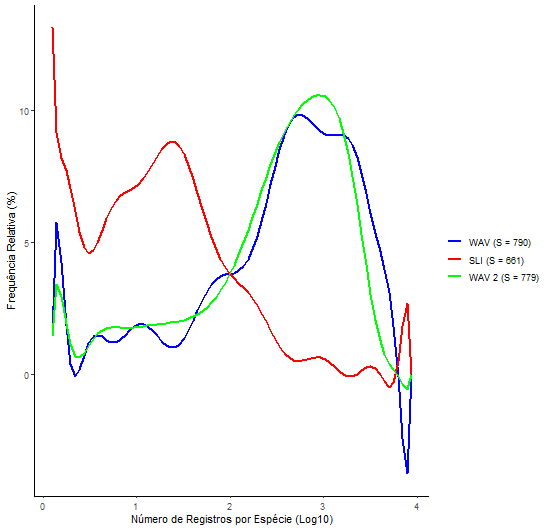 Frequência Relativa (%)
10
5
0
0
1
2
3
4
Número de Registros por Espécie (Log10)
WAV (S = 790)
SLI (S = 661)
WAV 2 (S = 779)